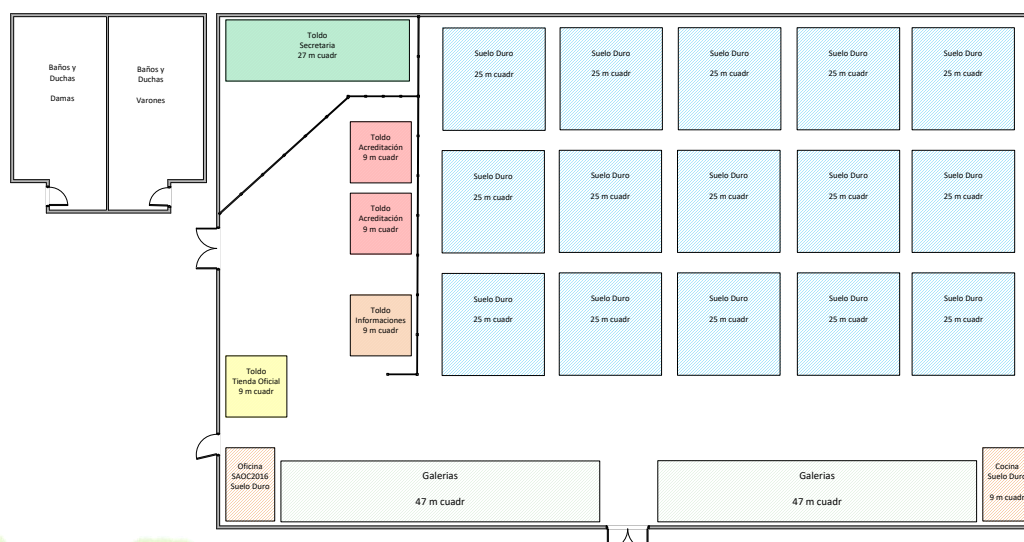 Baños y
Duchas
Damas
Baños y
Duchas
Varones
Toldo
Secretaria
27 m cuadr
Toldo
Acreditación
9 m cuadr
Toldo
Acreditación
9 m cuadr
Toldo
Informaciones
9 m cuadr
Toldo
Tienda Oficial
9 m cuadr
Suelo Duro
25 m cuadr
Suelo Duro
25 m cuadr
Suelo Duro
25 m cuadr
Suelo Duro
25 m cuadr
Suelo Duro
25 m cuadr
Suelo Duro
25 m cuadr
Suelo Duro
25 m cuadr
Suelo Duro
25 m cuadr
Suelo Duro
25 m cuadr
Suelo Duro
25 m cuadr
Suelo Duro
25 m cuadr
Suelo Duro
25 m cuadr
Suelo Duro
25 m cuadr
Suelo Duro
25 m cuadr
Suelo Duro
25 m cuadr
Oficina
SAOC2016
Suelo Duro
Galerias
47 m cuadr
Galerias
47 m cuadr
Cocina
Suelo Duro
9 m cuadr